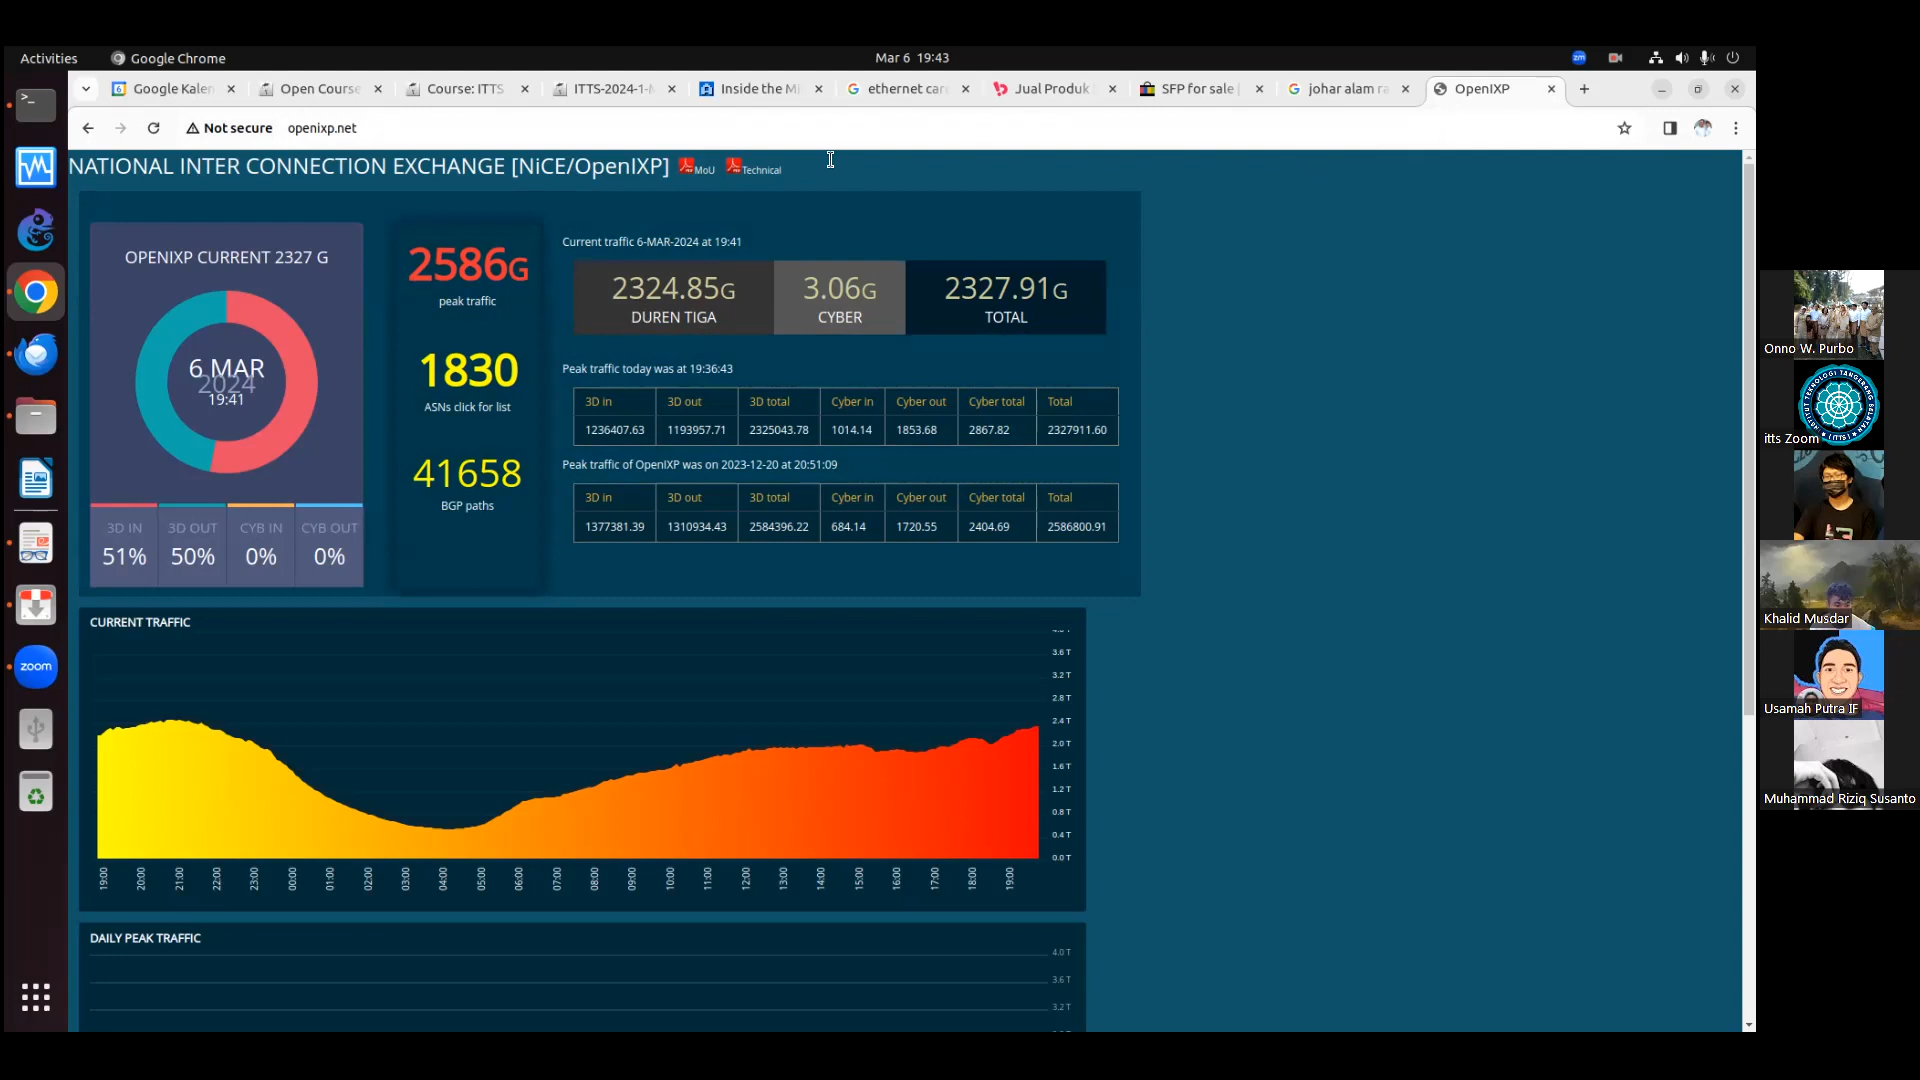 Activities
Google Chrome
Mar 6 19:43
Google Kalen
Open Course
Course: ITTS
ITTS-2024-1-
Inside the M
ethernet car
Jual Produk
SFP for sale
johar alam ra
OpenIXP
Not secure
openixp.net
NATIONAL INTER CONNECTION EXCHANGE [NiCE/OpenIXP]
MoU
Technical
OPENIXP CURRENT 2327 G
6 MAR
2024
19:41
3D IN
3D OUT
CYB IN
CYB OUT
51%
50%
0%
0%
2586G
peak traffic
1830
ASNs click for list
41658
BGP paths
Current traffic 6-MAR-2024 at 19:41
2324.85G
3.06G
2327.91G
DUREN TIGA
CYBER
TOTAL
Peak traffic today was at 19:36:43
3D in 3D out 3D total Cyber in Cyber out Cyber total Total
1236407.63 1193957.71 2325043.78 1014.14 1853.68 2867.82 2327911.60
Peak traffic of OpenIXP was on 2023-12-20 at 20:51:09
3D in 3D out 3D total Cyber in Cyber out Cyber total Total
1377381.39 1310934.43 2584396.22 684.14 1720.55 2404.69 2586800.91
CURRENT TRAFFIC
3.6 T
3.2 T
2.8 T
2.4 T
2.0 T
1.6 T
1.2 T
0.8 T
0.4 T
0.0 T
19:00 20:00 21:00 22:00 23:00 00:00 01:00 02:00 03:00 04:00 05:00 06:00 07:00 08:00 09:00 10:00 11:00 12:00 13:00 14:00 15:00 16:00 17:00 18:00 19:00
DAILY PEAK TRAFFIC
4.0 T
3.6 T
3.2 T
zoom
zm
Onno W. Purbo
INSTITUT TEKNOLOGI TANGERANG SELATAN
itts Zoom
Khalid Musdar
Usamah Putra IF
Muhammad Riziq Susanto